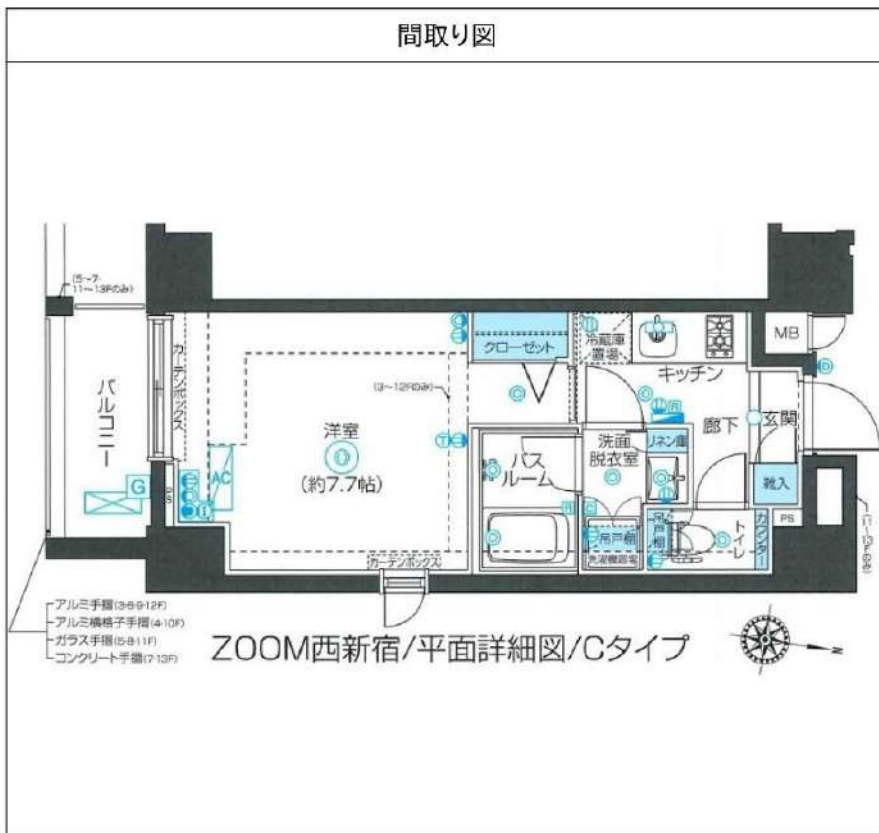 間取り図
(5~7・
11~13Fのみ)
MB
クローゼット
冷蔵庫
置場
キッチン
D
カーテンボックス
バルコニー
(3~12Fのみ)
洋室
(約7.7帖)
T
R
AC
G
バス
ルーム
洗面
脱衣室
リネン庫
廊下
玄関
靴入
PS
吊戸棚
洗濯機置場
吊戸棚
トイレ
カウンター
カーテンボックス
アルミ手摺(3・6・9・12F)
アルミ横格子手摺(4・10F)
ガラス手摺(5・8・11F)
コンクリート手摺(7・13F)
ZOOM西新宿/平面詳細図/Cタイプ
N